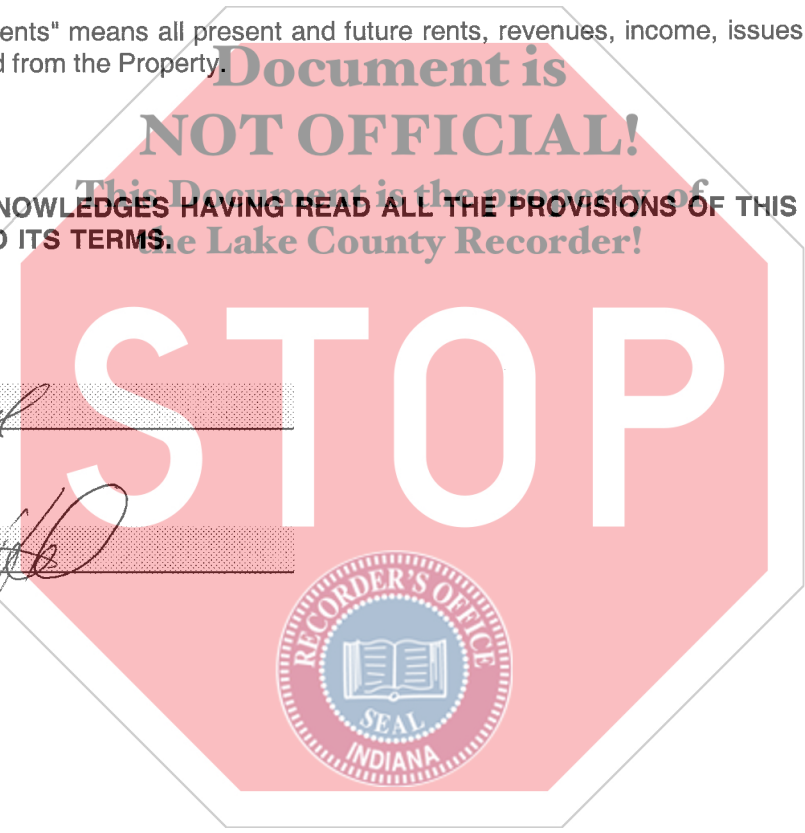 ents" means all present and future rents, revenues, income, issues
d from the Property.
Document is
NOT OFFICIAL!
This Document is the property of
NOWLEDGES HAVING READ ALL THE PROVISIONS OF THIS
D ITS TERMS.
the Lake County Recorder!
STOP
RECORDER'S OFFICE
SEAL
INDIANA